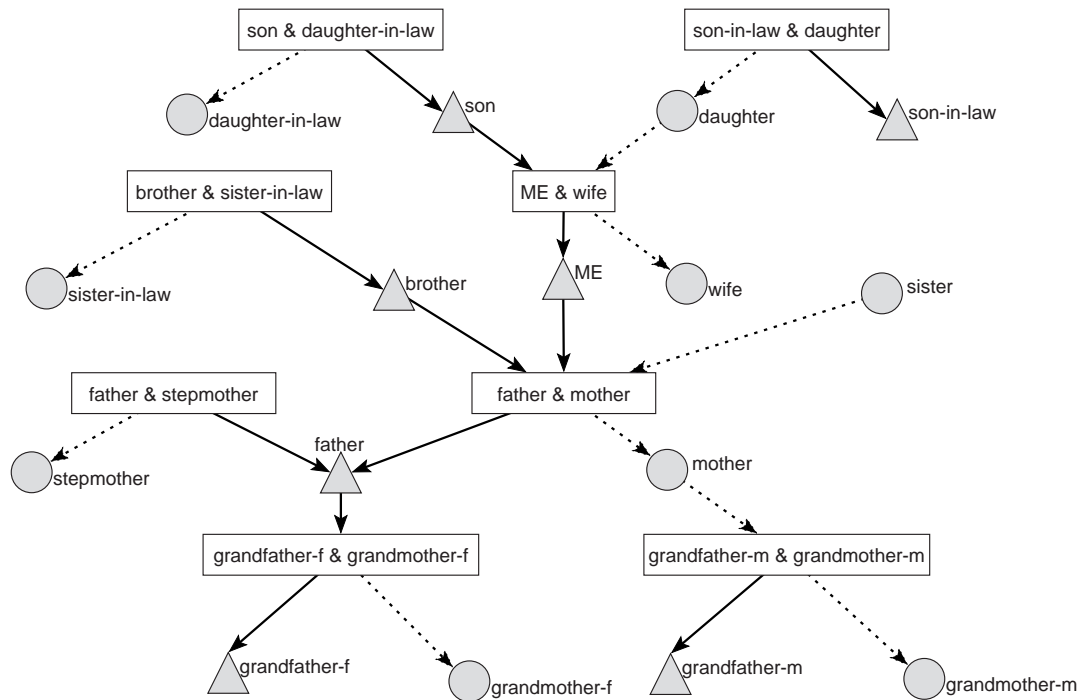 son & daughter-in-law
son-in-law & daughter
son
daughter-in-law
daughter
son-in-law
brother & sister-in-law
ME & wife
ME
brother
sister
sister-in-law
wife
father & stepmother
father & mother
father
mother
stepmother
grandfather-f & grandmother-f
grandfather-m & grandmother-m
grandfather-f
grandfather-m
grandmother-f
grandmother-m